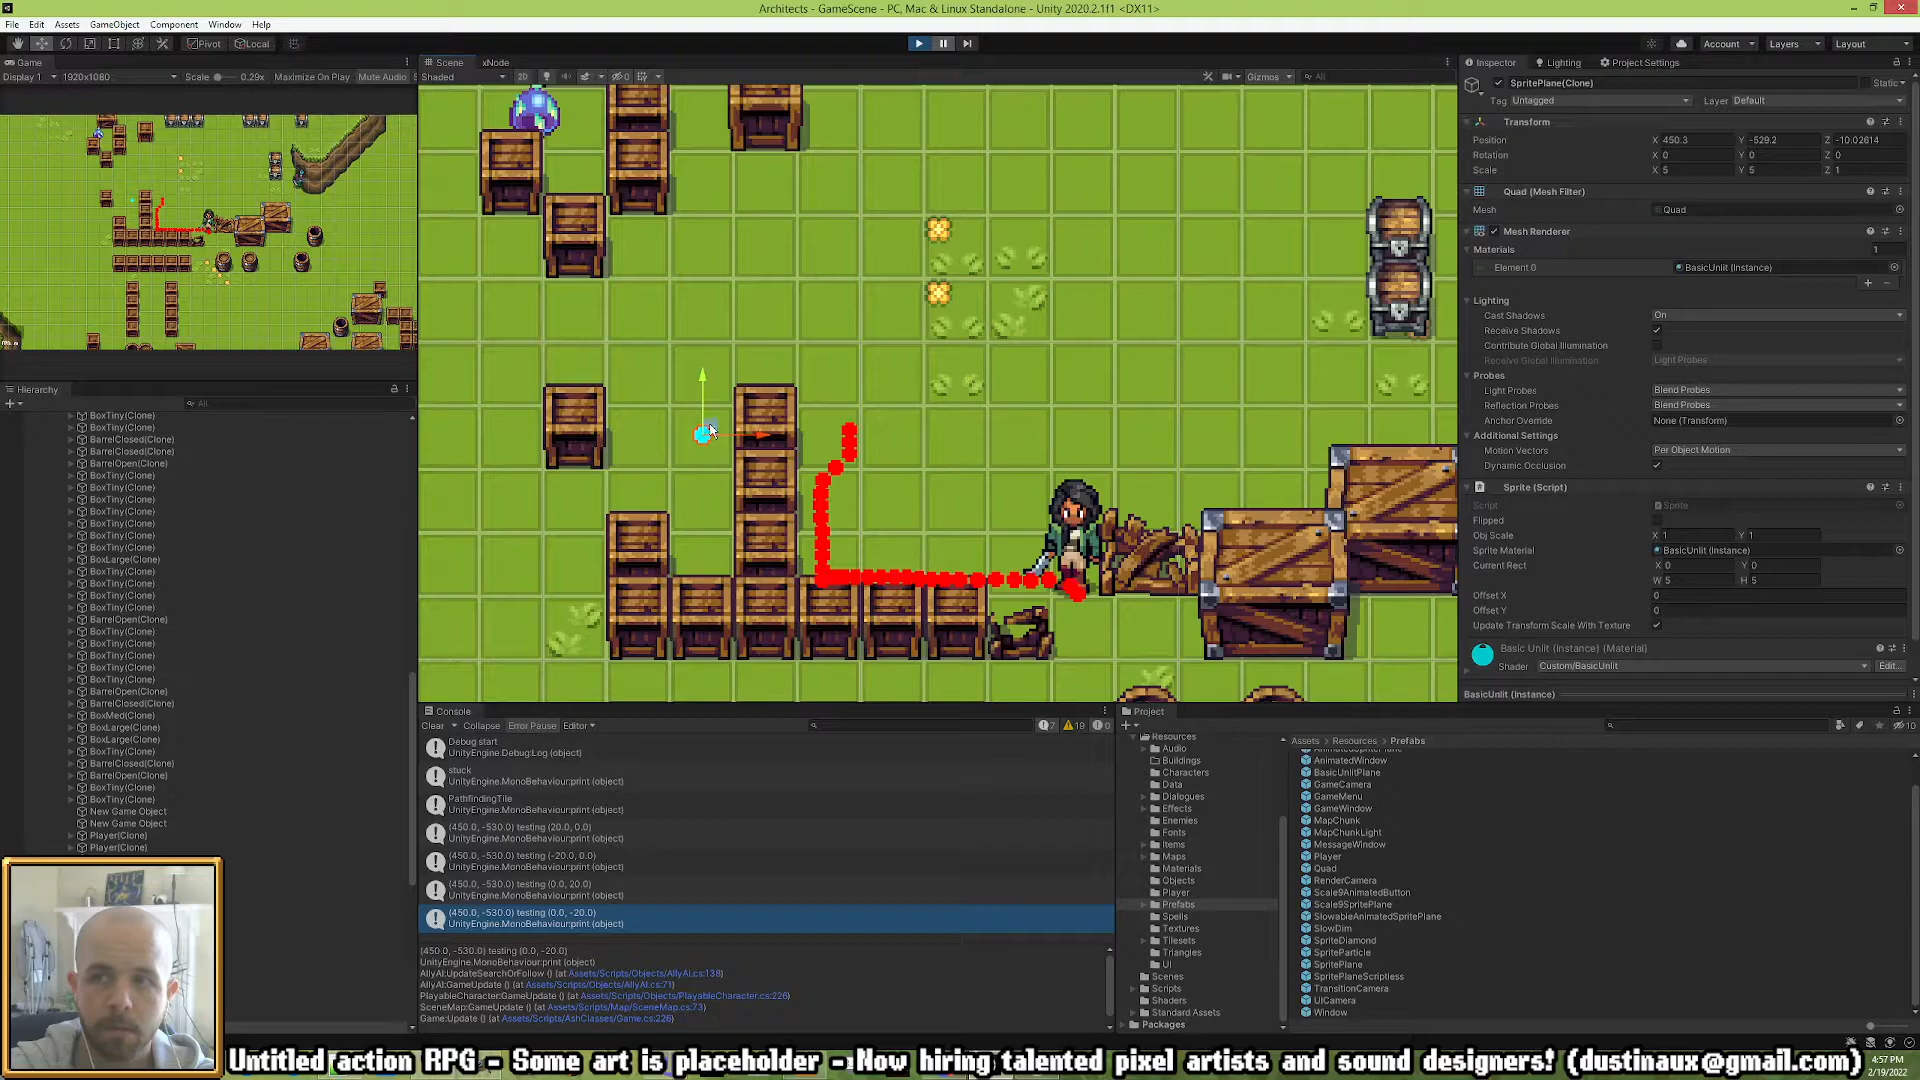 Architects - GameScene - PC, Mac & Linux Standalone - Unity 2020.2.1f1 <DX11>
File Edit Assets GameObject Component Window Help
Pivot Local
Account Layers Layout
Game
Display 1 1920x1080 Scale 0.29x Maximize On Play Mute Audio
Scene xNode
Shaded 2D 0 Gizmos All
Hierarchy
All
BoxTiny(Clone)
BoxTiny(Clone)
BarrelClosed(Clone)
BarrelClosed(Clone)
BarrelOpen(Clone)
BoxTiny(Clone)
BoxTiny(Clone)
BoxTiny(Clone)
BoxTiny(Clone)
BoxTiny(Clone)
BoxTiny(Clone)
BoxTiny(Clone)
BoxLarge(Clone)
BoxTiny(Clone)
BoxTiny(Clone)
BoxTiny(Clone)
BoxTiny(Clone)
BarrelOpen(Clone)
BoxTiny(Clone)
BoxTiny(Clone)
BoxTiny(Clone)
BoxTiny(Clone)
BoxTiny(Clone)
BarrelOpen(Clone)
BarrelClosed(Clone)
BoxMed(Clone)
BoxLarge(Clone)
BoxLarge(Clone)
BoxTiny(Clone)
BarrelClosed(Clone)
BarrelOpen(Clone)
BoxTiny(Clone)
BoxTiny(Clone)
New Game Object
New Game Object
Player(Clone)
Player(Clone)
Console
Clear Collapse Error Pause Editor 7 19 0
Debug start
UnityEngine.Debug:Log (object)
stuck
UnityEngine.MonoBehaviour:print (object)
PathfindingTile
UnityEngine.MonoBehaviour:print (object)
(450.0, -530.0) testing (20.0, 0.0)
UnityEngine.MonoBehaviour:print (object)
(450.0, -530.0) testing (-20.0, 0.0)
UnityEngine.MonoBehaviour:print (object)
(450.0, -530.0) testing (0.0, 20.0)
UnityEngine.MonoBehaviour:print (object)
(450.0, -530.0) testing (0.0, -20.0)
UnityEngine.MonoBehaviour:print (object)
(450.0, -530.0) testing (0.0, -20.0)
UnityEngine.MonoBehaviour:print (object)
AllyAI:UpdateSearchOrFollow () (at Assets/Scripts/Objects/AllyAI.cs:138)
AllyAI:GameUpdate () (at Assets/Scripts/Objects/AllyAI.cs:71)
PlayableCharacter:GameUpdate () (at Assets/Scripts/Objects/PlayableCharacter.cs:226)
SceneMap:GameUpdate () (at Assets/Scripts/Map/SceneMap.cs:73)
Game:Update () (at Assets/Scripts/AshClasses/Game.cs:226)
Project
10
Resources
Audio
Buildings
Characters
Data
Dialogues
Effects
Enemies
Fonts
Items
Maps
Materials
Objects
Player
Prefabs
Spells
Textures
Tilesets
Triangles
UI
Scenes
Scripts
Shaders
Standard Assets
Packages
Assets Resources Prefabs
AnimatedSpritePlane
AnimatedWindow
BasicUnlitPlane
GameCamera
GameMenu
GameWindow
MapChunk
MapChunkLight
MessageWindow
Player
Quad
RenderCamera
Scale9AnimatedButton
Scale9SpritePlane
SlowableAnimatedSpritePlane
SlowDim
SpriteDiamond
SpriteParticle
SpritePlane
SpritePlaneScriptless
TransitionCamera
UICamera
Window
Inspector Lighting Project Settings
SpritePlane(Clone) Static
Tag Untagged Layer Default
Transform
Position X 450.3 Y -529.2 Z -10.02614
Rotation X 0 Y 0 Z 0
Scale X 5 Y 5 Z 1
Quad (Mesh Filter)
Mesh Quad
Mesh Renderer
Materials 1
Element 0 BasicUnlit (Instance)
Lighting
Cast Shadows On
Receive Shadows
Contribute Global Illumination
Receive Global Illumination Light Probes
Probes
Light Probes Blend Probes
Reflection Probes Blend Probes
Anchor Override None (Transform)
Additional Settings
Motion Vectors Per Object Motion
Dynamic Occlusion
Sprite (Script)
Script Sprite
Flipped
Obj Scale X 1 Y 1
Sprite Material BasicUnlit (Instance)
Current Rect X 0 Y 0
W 5 H 5
Offset X 0
Offset Y 0
Update Transform Scale With Texture
Basic Unlit (Instance) (Material)
Shader Custom/BasicUnlit Edit...
BasicUnlit (Instance)
Untitled action RPG - Some art is placeholder - Now hiring talented pixel artists and sound designers! (dustinaux@gmail.com)
4:57 PM
2/19/2022